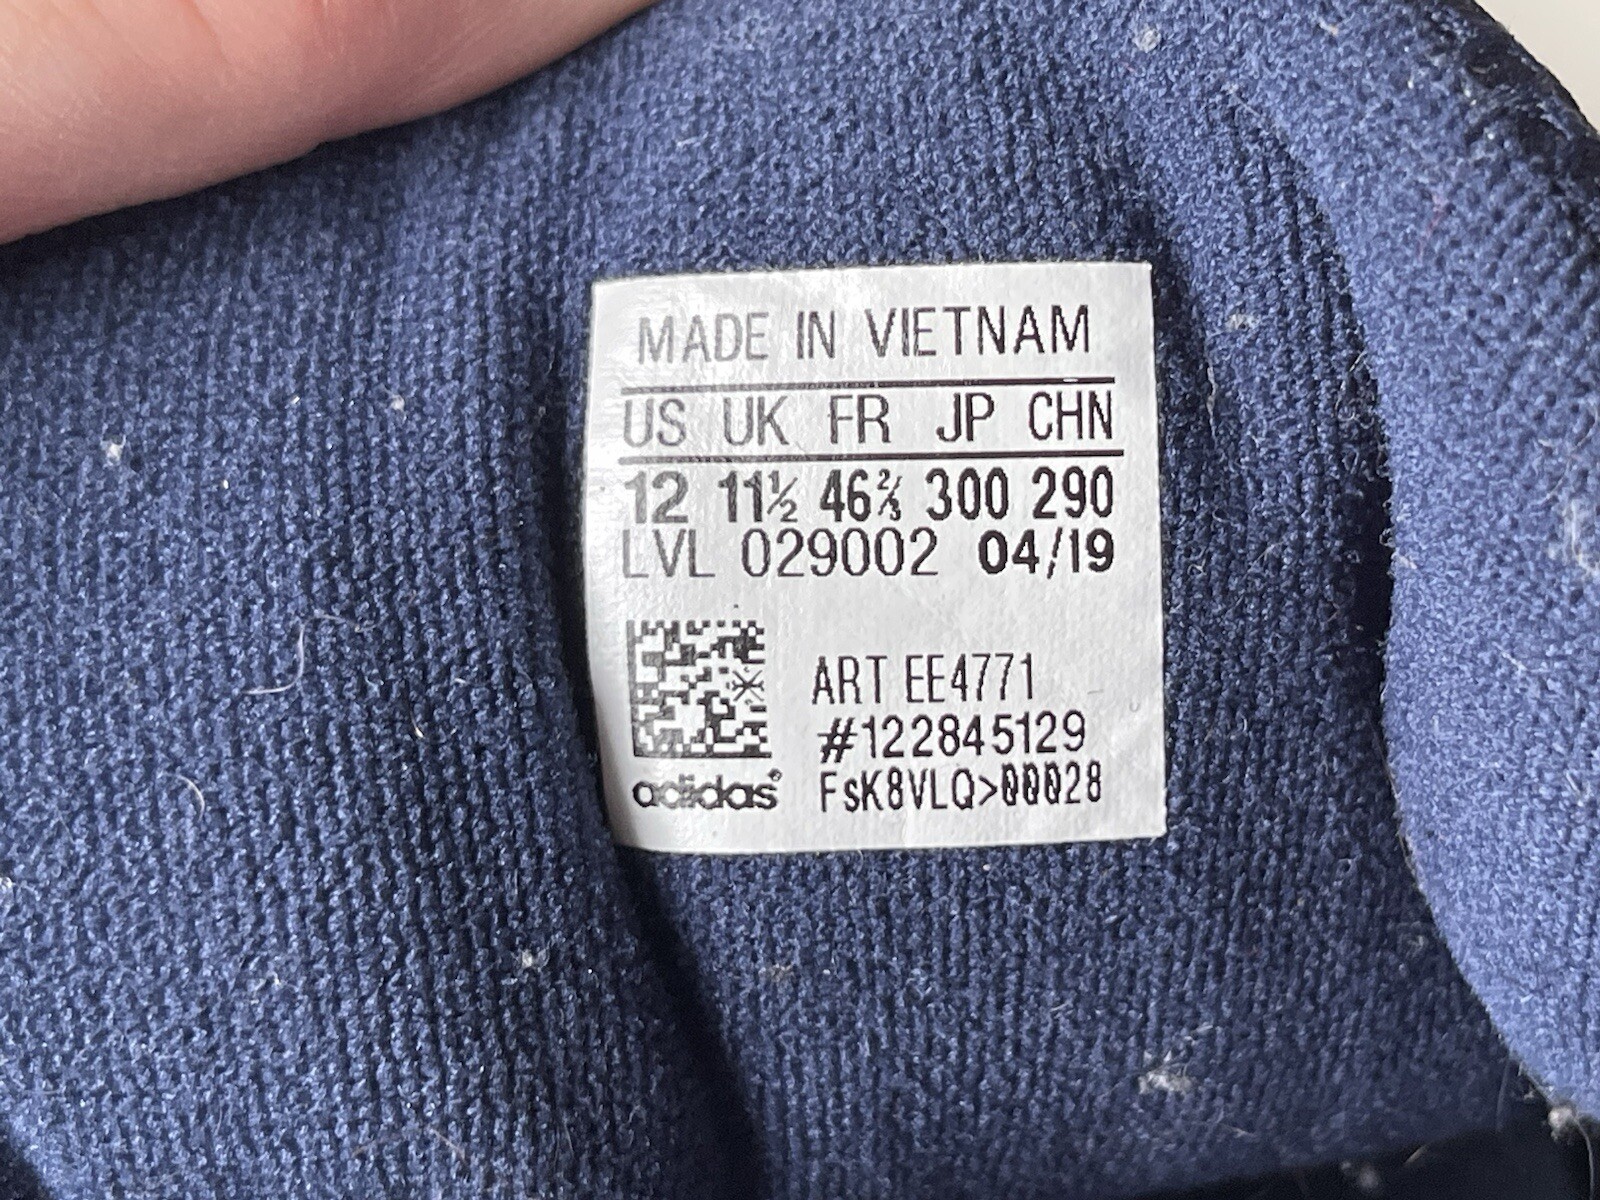 MADE IN VIETNAM
US UK FR JP CHN
12 11½ 46⅔ 300 290
LVL 029002 04/19
ART EE4771
#122845129
adidas® FsK8VLQ>00028